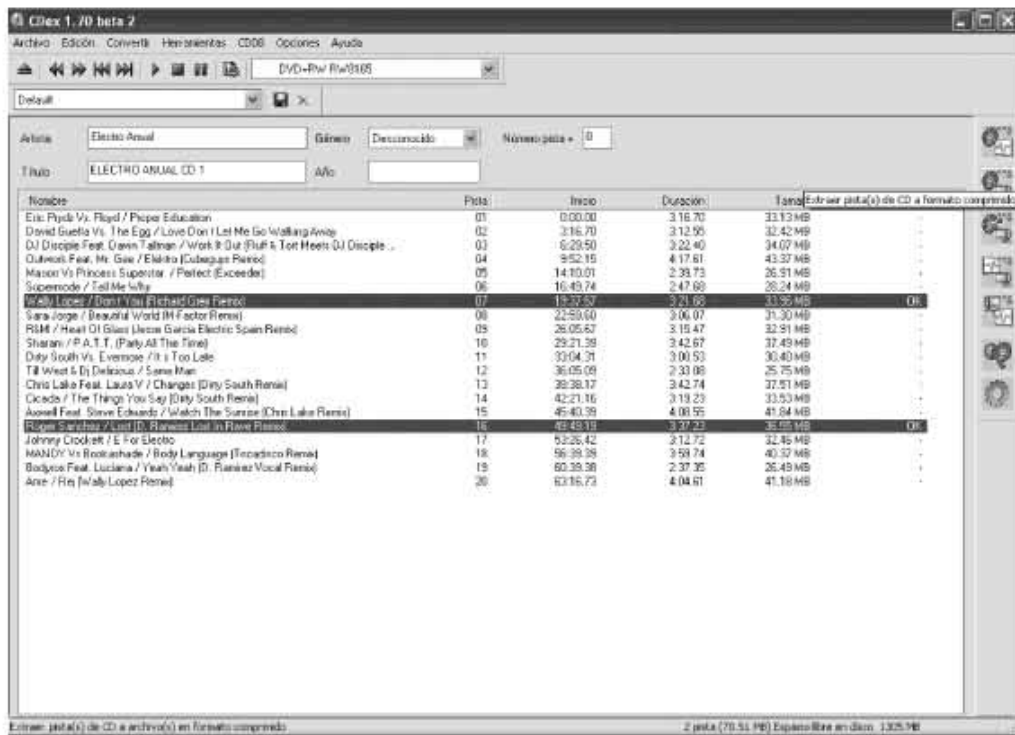 CDex 1.70 beta 2
Archivo Edición Convertir Herramientas CDDB Opciones Ayuda
DVD+RW RW8165
Default
Artista Electro Anual Género Desconocido Número pista + 0
Título ELECTRO ANUAL CD 1 Año
Nombre Pista Inicio Duración Tama
Extraer pista(s) de CD a formato comprimido
Eric Prydz Vs. Floyd / Proper Education 01 0:00.00 3:16.70 33.13 MB
David Guetta Vs. The Egg / Love Don t Let Me Go Walking Away 02 3:16.70 3:12.55 32.42 MB
DJ Disciple Feat. Dawn Tallman / Work It Out (Fluff & Tort Meets DJ Disciple ... 03 6:29.50 3:22.40 34.07 MB
Outwork Feat. Mr. Gee / Elektro (Cubeguys Remix) 04 9:52.15 4:17.61 43.37 MB
Mason Vs Princess Superstar / Perfect (Exceeder) 05 14:10.01 2:39.73 26.91 MB
Supermode / Tell Me Why 06 16:49.74 2:47.68 28.24 MB
Wally Lopez / Don t You (Richard Grey Remix) 07 19:37.67 3:21.68 33.95 MB OK
Sara Jorge / Beautiful World (M-Factor Remix) 08 22:59.60 3:06.07 31.30 MB
R&M / Heart Of Glass (Jesse Garcia Electric Spain Remix) 09 26:05.67 3:15.47 32.91 MB
Sharam / P.A.T.T. (Party All The Time) 10 29:21.39 3:42.67 37.49 MB
Dirty South Vs. Evermore / It s Too Late 11 33:04.31 3:00.53 30.40 MB
Till West & Dj Delicious / Same Man 12 36:05.09 2:33.08 25.75 MB
Chris Lake Feat. Laura V / Changes (Dirty South Remix) 13 38:38.17 3:42.74 37.51 MB
Cicada / The Things You Say (Dirty South Remix) 14 42:21.16 3:19.23 33.53 MB
Axwell Feat. Steve Edwards / Watch The Sunrise (Chris Lake Remix) 15 45:40.39 4:08.55 41.84 MB
Roger Sanchez / Lost (D. Ramirez Lost In Rave Remix) 16 49:49.19 3:37.23 36.55 MB OK
Johnny Crockett / E For Electro 17 53:26.42 3:12.72 32.46 MB
MANDY Vs Bookashade / Body Language (Tocadisco Remix) 18 56:39.39 3:59.74 40.37 MB
Bodyrox Feat. Luciana / Yeah Yeah (D. Ramirez Vocal Remix) 19 60:39.38 2:37.35 26.49 MB
Ame / Rej (Wally Lopez Remix) 20 63:16.73 4:04.61 41.18 MB
Extraer pista(s) de CD a archivo(s) en formato comprimido 2 pista (70.51 MB) Espacio libre en disco 1305 MB